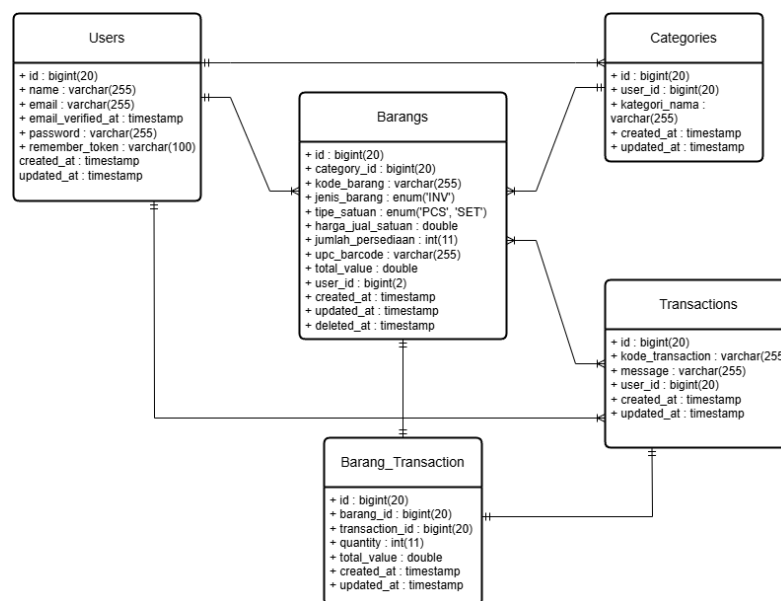 Users
+ id : bigint(20)
+ name : varchar(255)
+ email : varchar(255)
+ email_verified_at : timestamp
+ password : varchar(255)
+ remember_token : varchar(100)
created_at : timestamp
updated_at : timestamp
Categories
+ id : bigint(20)
+ user_id : bigint(20)
+ kategori_nama :
varchar(255)
+ created_at : timestamp
+ updated_at : timestamp
Barangs
+ id : bigint(20)
+ category_id : bigint(20)
+ kode_barang : varchar(255)
+ jenis_barang : enum('INV')
+ tipe_satuan : enum('PCS', 'SET')
+ harga_jual_satuan : double
+ jumlah_persediaan : int(11)
+ upc_barcode : varchar(255)
+ total_value : double
+ user_id : bigint(2)
+ created_at : timestamp
+ updated_at : timestamp
+ deleted_at : timestamp
Transactions
+ id : bigint(20)
+ kode_transaction : varchar(255
+ message : varchar(255)
+ user_id : bigint(20)
+ created_at : timestamp
+ updated_at : timestamp
Barang_Transaction
+ id : bigint(20)
+ barang_id : bigint(20)
+ transaction_id : bigint(20)
+ quantity : int(11)
+ total_value : double
+ created_at : timestamp
+ updated_at : timestamp